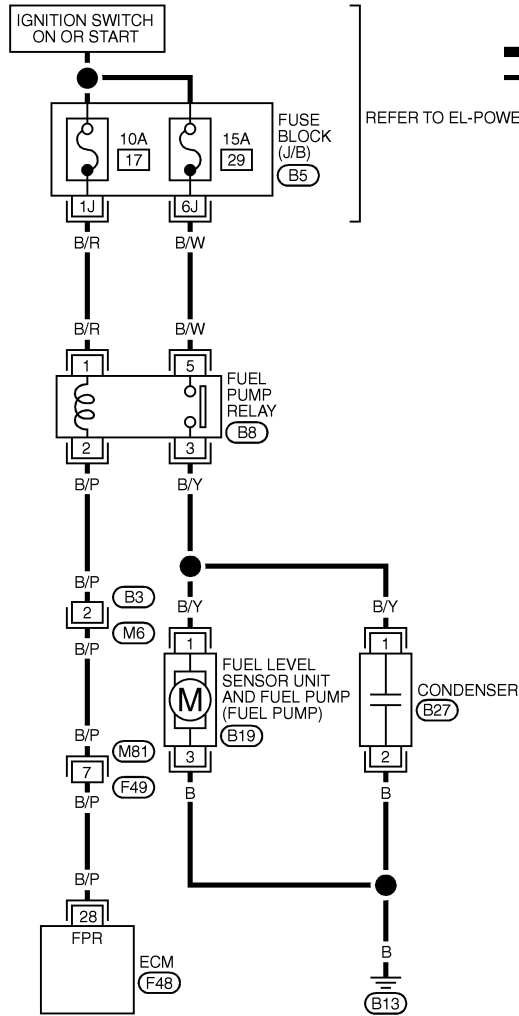 IGNITION SWITCH
ON OR START
REFER TO EL-POWE
FUSE
BLOCK
(J/B)
B5
10A
17
15A
29
1J
6J
B/R
B/W
B/R
B/W
1
5
FUEL
PUMP
RELAY
B8
2
3
B/P
B/Y
B/P
B3
2
M6
B/P
B/Y
B/Y
1
1
FUEL LEVEL
SENSOR UNIT
AND FUEL PUMP
(FUEL PUMP)
B19
M
CONDENSER
B27
B/P
M81
7
F49
B/P
3
2
B
B
B/P
28
FPR
ECM
F48
B
B13